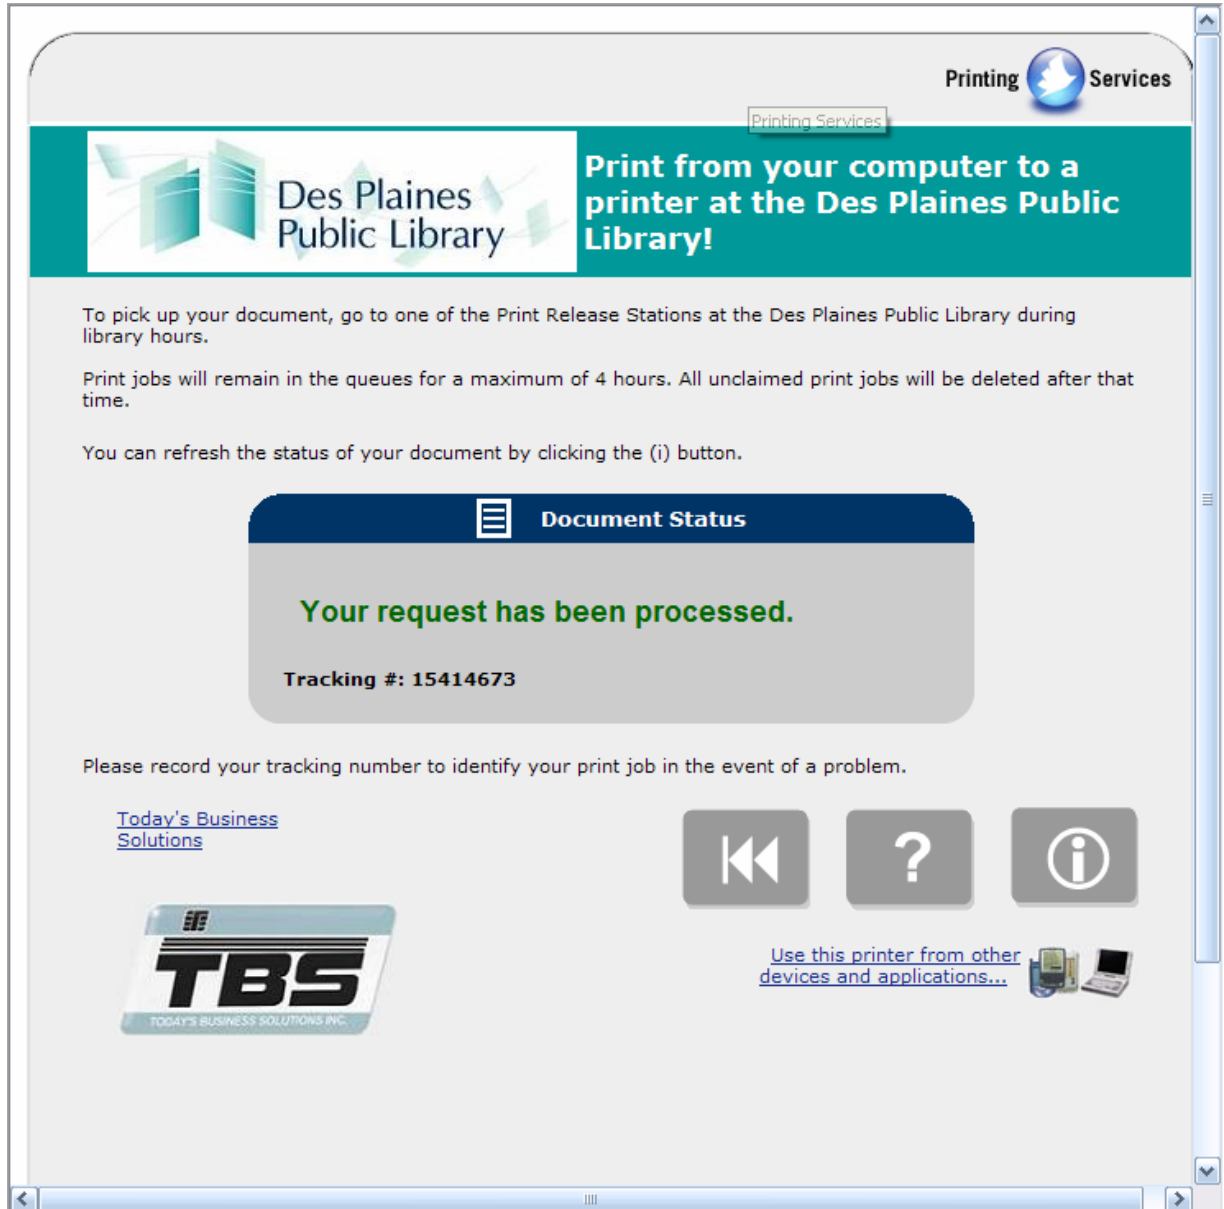 Printing Services
Printing Services
Des Plaines
Public Library
Print from your computer to a
printer at the Des Plaines Public
Library!
To pick up your document, go to one of the Print Release Stations at the Des Plaines Public Library during
library hours.
Print jobs will remain in the queues for a maximum of 4 hours. All unclaimed print jobs will be deleted after that
time.
You can refresh the status of your document by clicking the (i) button.
Document Status
Your request has been processed.
Tracking #: 15414673
Please record your tracking number to identify your print job in the event of a problem.
Today's Business
Solutions
?
i
TBS
TODAY'S BUSINESS SOLUTIONS INC.
Use this printer from other
devices and applications...